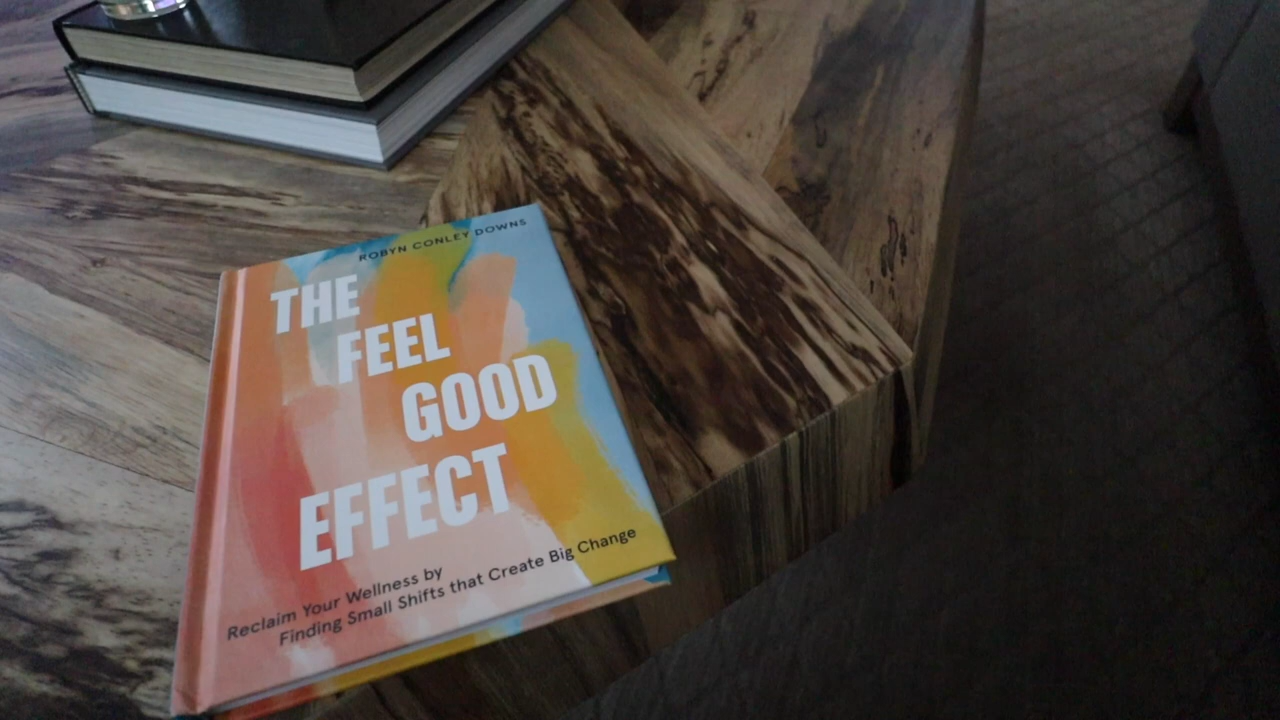 ROBYN CONLEY DOWNS
THE
FEEL
GOOD
EFFECT
Reclaim Your Wellness by
Finding Small Shifts that Create Big Change